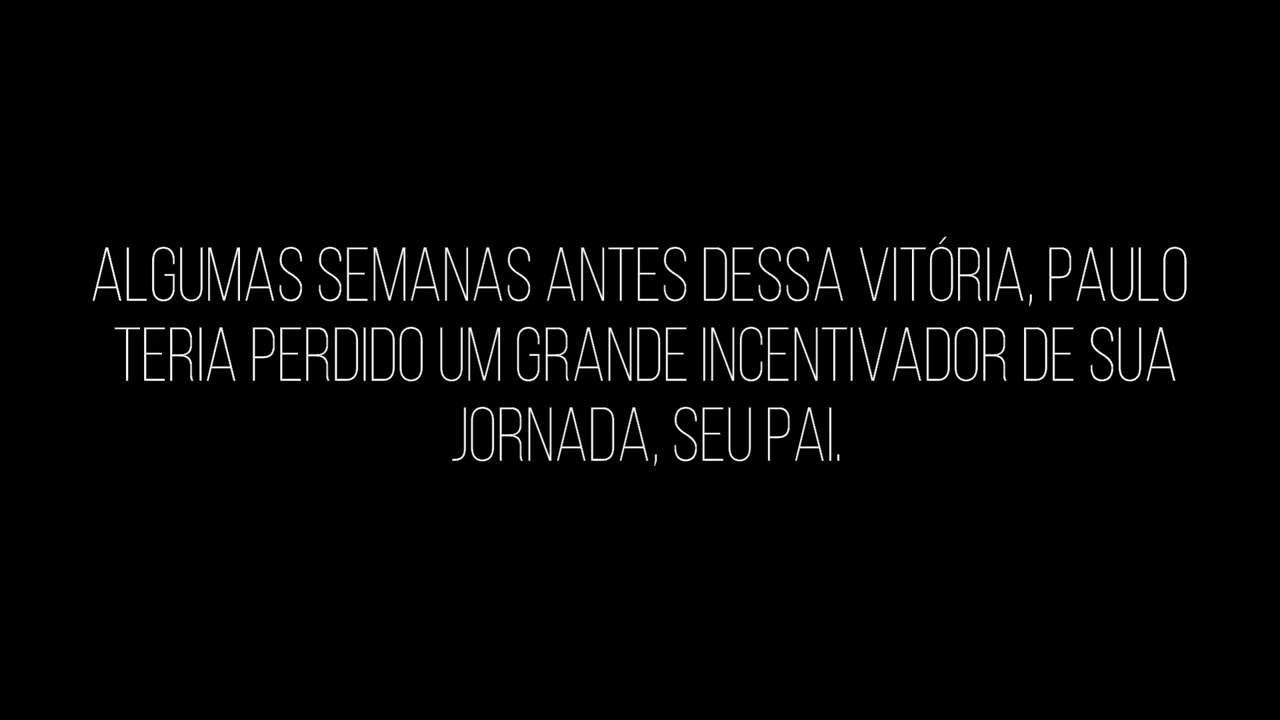 ALGUMAS SEMANAS ANTES DESSA VITÓRIA, PAULO
TERIA PERDIDO UM GRANDE INCENTIVADOR DE SUA
JORNADA, SEU PAI.